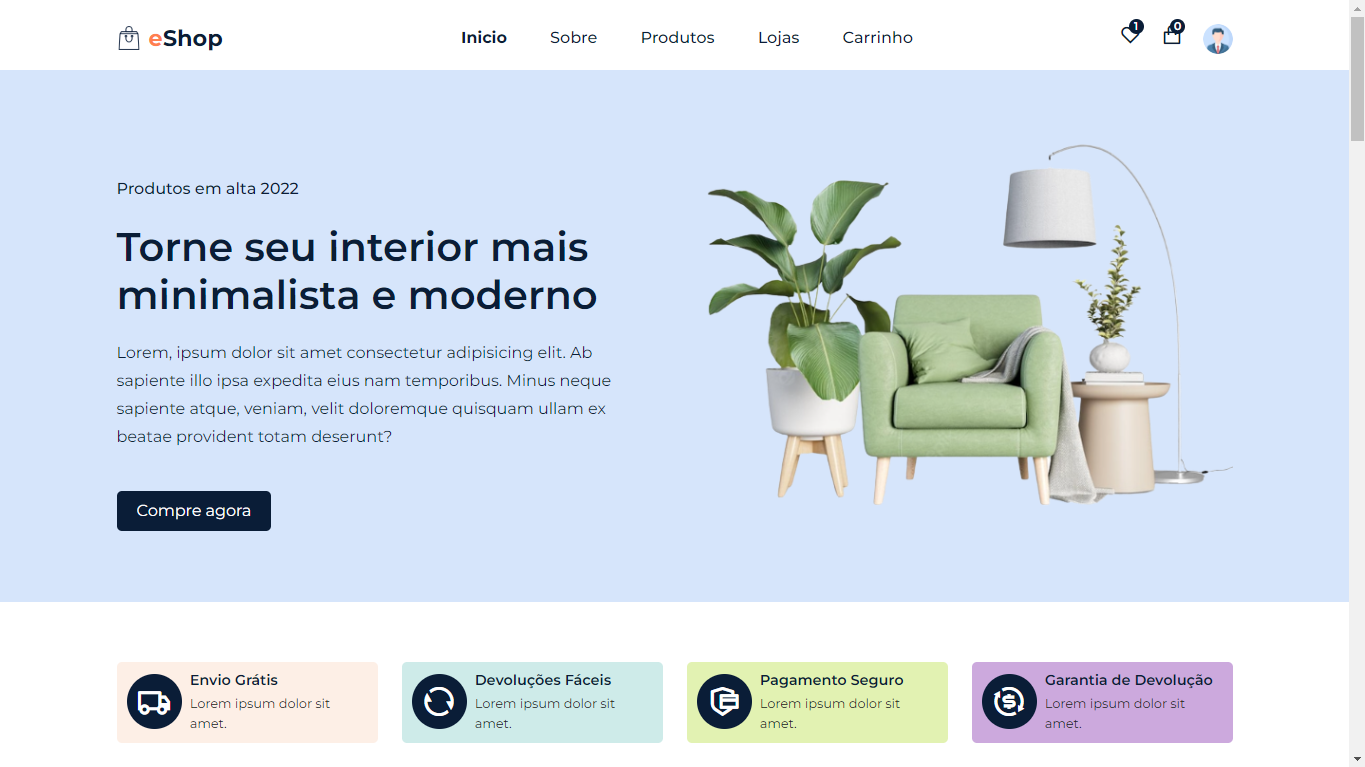 eShop
Inicio Sobre Produtos Lojas Carrinho
1 0
Produtos em alta 2022
Torne seu interior mais
minimalista e moderno
Lorem, ipsum dolor sit amet consectetur adipisicing elit. Ab
sapiente illo ipsa expedita eius nam temporibus. Minus neque
sapiente atque, veniam, velit doloremque quisquam ullam ex
beatae provident totam deserunt?
Compre agora
Envio Grátis
Lorem ipsum dolor sit
amet.
Devoluções Fáceis
Lorem ipsum dolor sit
amet.
Pagamento Seguro
Lorem ipsum dolor sit
amet.
Garantia de Devolução
Lorem ipsum dolor sit
amet.